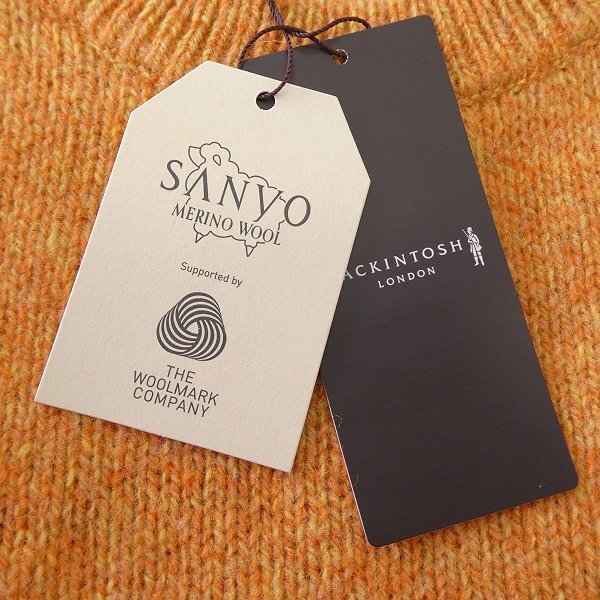 SANYO
MERINO WOOL
Supported by
THE
WOOLMARK
COMPANY
ACKINTOSH
LONDON